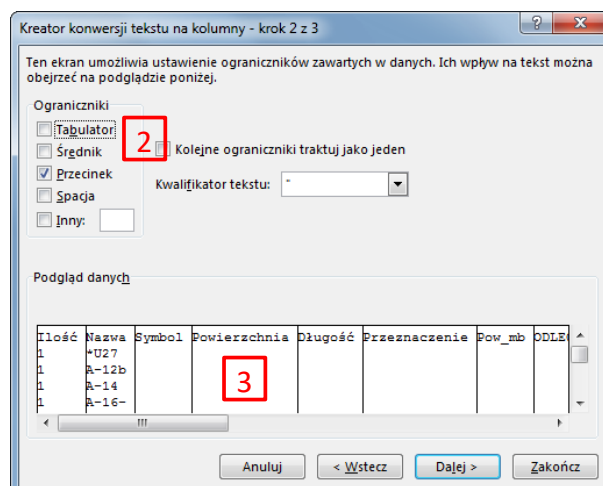 Kreator konwersji tekstu na kolumny - krok 2 z 3
Ten ekran umożliwia ustawienie ograniczników zawartych w danych. Ich wpływ na tekst można
obejrzeć na podglądzie poniżej.
Ograniczniki
Tabulator
2
Średnik
Kolejne ograniczniki traktuj jako jeden
Przecinek
Kwalifikator tekstu: "
Spacja
Inny:
Podgląd danych
Ilość Nazwa Symbol Powierzchnia Długość Przeznaczenie Pow_mb ODLE
1 *U27
1 A-12b
1 A-14
1 A-16-
3
Anuluj < Wstecz Dalej > Zakończ